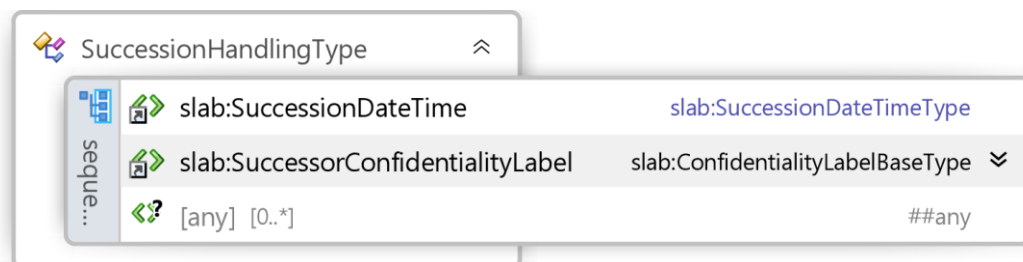 SuccessionHandlingType
seque...
slab:SuccessionDateTime slab:SuccessionDateTimeType
slab:SuccessorConfidentialityLabel slab:ConfidentialityLabelBaseType
[any] [0..*] ##any